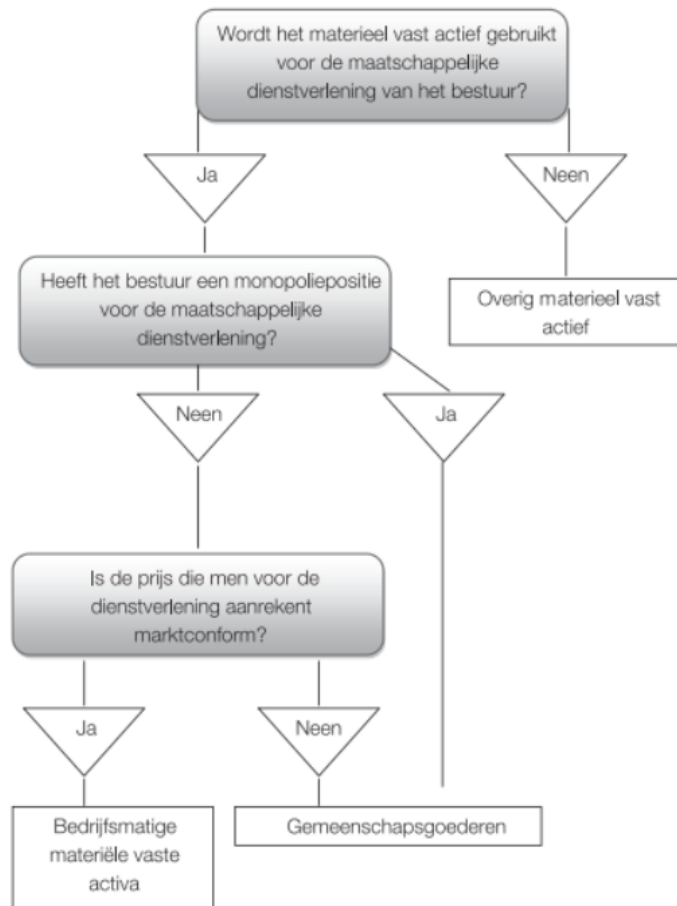 Wordt het materieel vast actief gebruikt
voor de maatschappelijke
dienstverlening van het bestuur?
Ja
Neen
Heeft het bestuur een monopoliepositie
voor de maatschappelijke
dienstverlening?
Overig materieel vast
actief
Neen
Ja
Is de prijs die men voor de
dienstverlening aanrekent
marktconform?
Ja
Neen
Bedrijfsmatige
materiële vaste
activa
Gemeenschapsgoederen